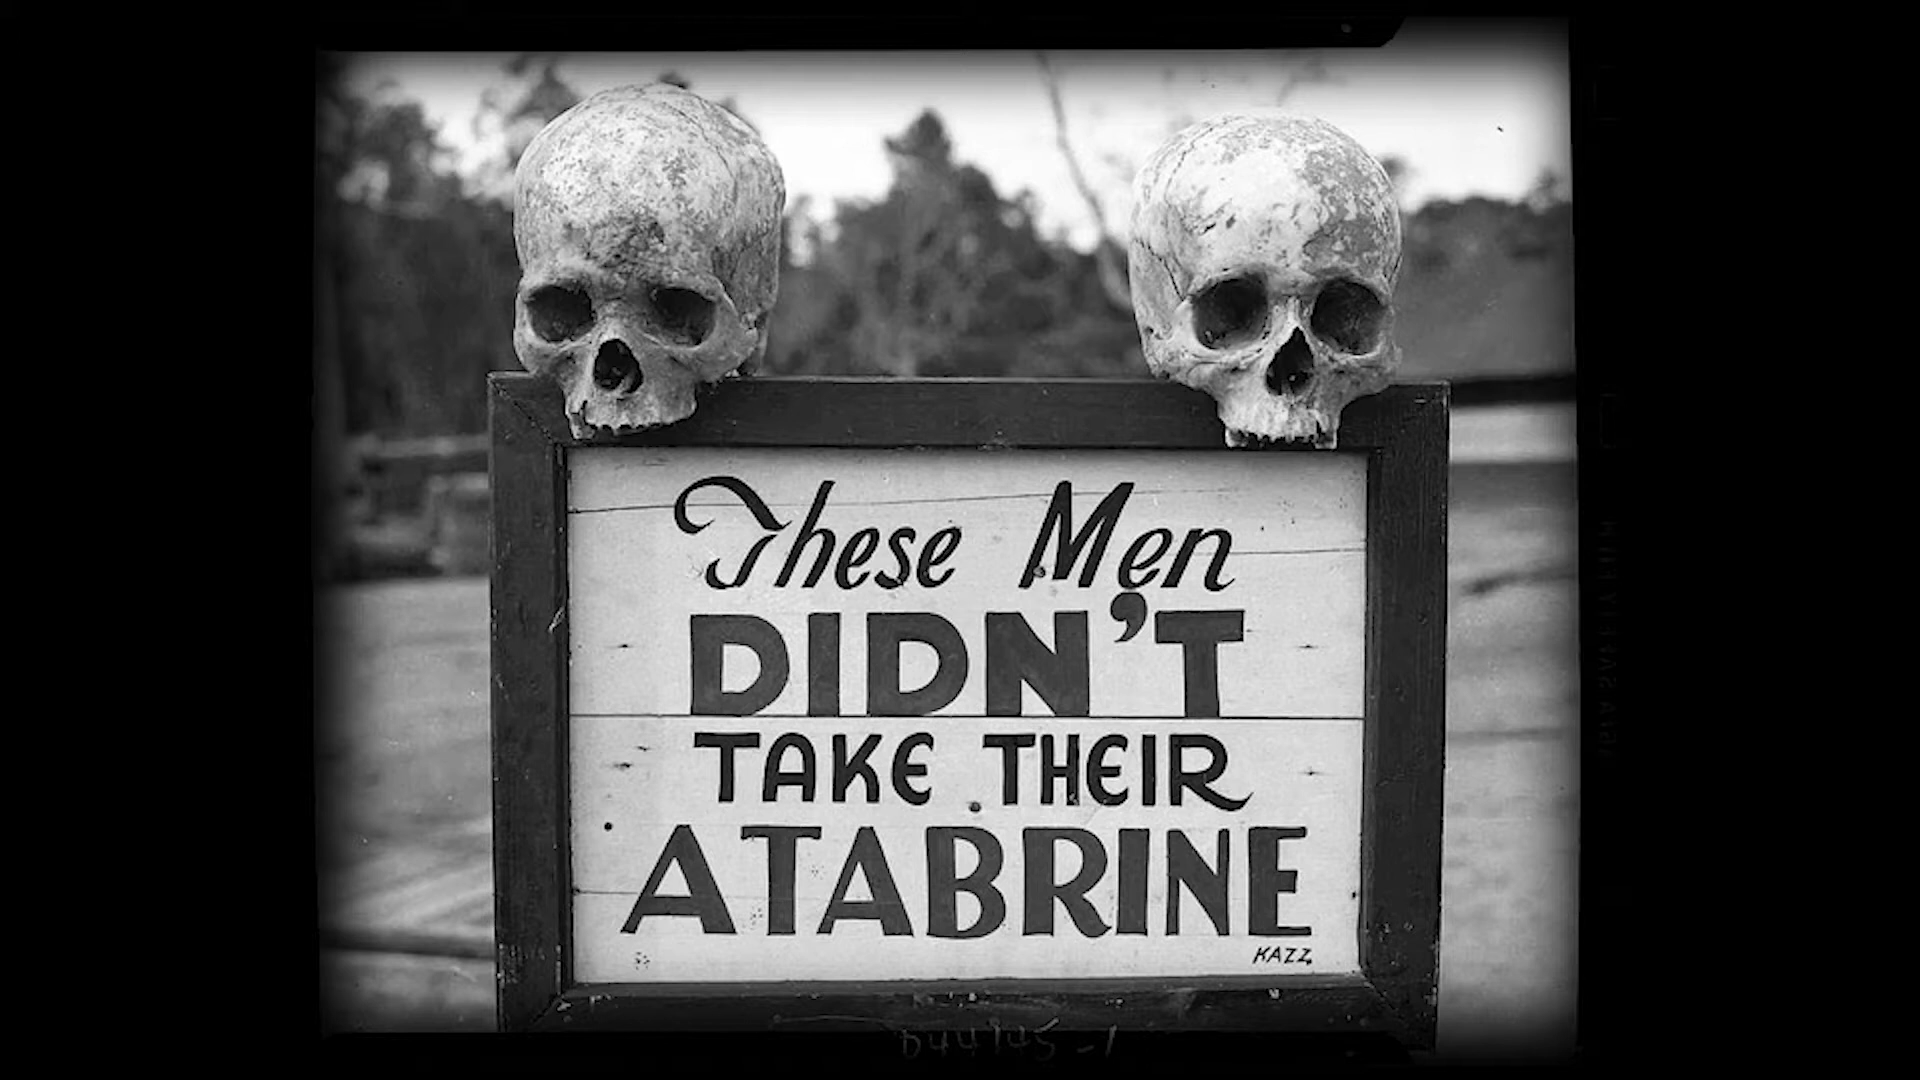 These Men
DIDN'T
TAKE THEIR
ATABRINE
KAZZ